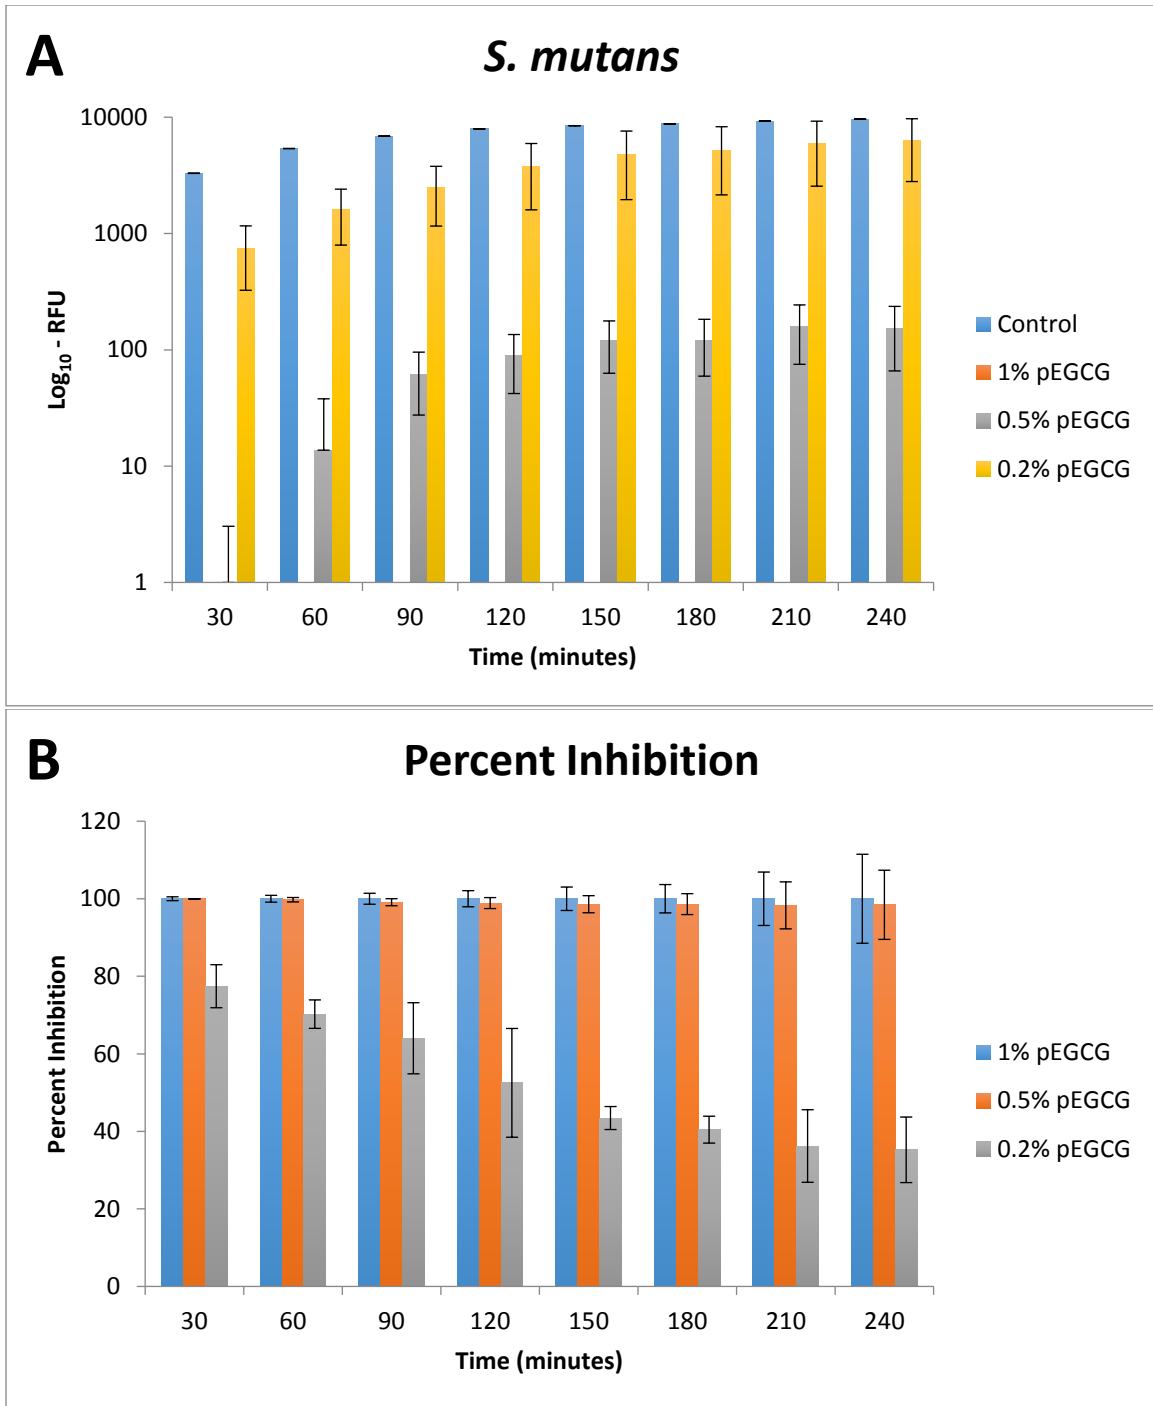 A
S. mutans
10000
1000
100
10
1
Log10 - RFU
30 60 90 120 150 180 210 240
Time (minutes)
Control
1% pEGCG
0.5% pEGCG
0.2% pEGCG
B
Percent Inhibition
120
100
80
60
40
20
0
Percent Inhibition
30 60 90 120 150 180 210 240
Time (minutes)
1% pEGCG
0.5% pEGCG
0.2% pEGCG